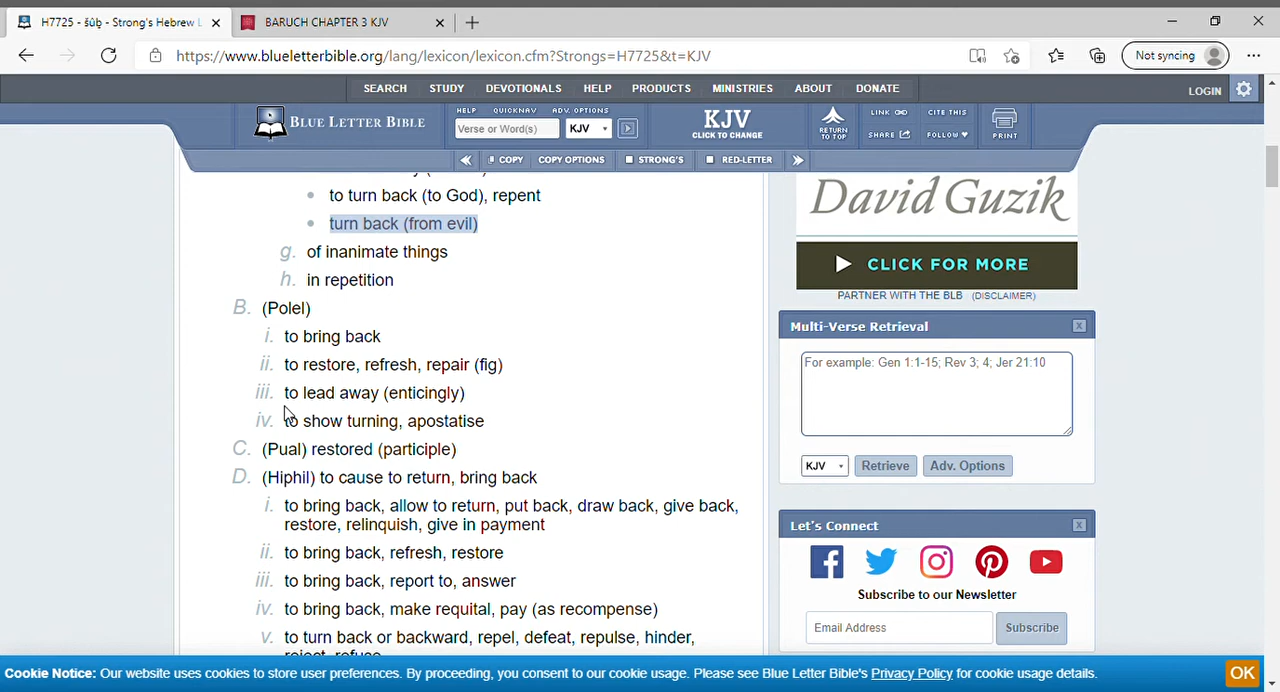 H7725 - šûḇ - Strong's Hebrew L
BARUCH CHAPTER 3 KJV
https://www.blueletterbible.org/lang/lexicon/lexicon.cfm?Strongs=H7725&t=KJV
Not syncing
SEARCH STUDY DEVOTIONALS HELP PRODUCTS MINISTRIES ABOUT DONATE
LOGIN
BLUE LETTER BIBLE
HELP QUICKNAV ADV. OPTIONS
Verse or Word(s) KJV
KJV
CLICK TO CHANGE
RETURN
TO TOP
LINK CITE THIS
SHARE FOLLOW
PRINT
COPY COPY OPTIONS STRONG'S RED-LETTER
to turn back (to God), repent
turn back (from evil)
g. of inanimate things
h. in repetition
B. (Polel)
i. to bring back
ii. to restore, refresh, repair (fig)
iii. to lead away (enticingly)
iv. to show turning, apostatise
C. (Pual) restored (participle)
D. (Hiphil) to cause to return, bring back
i. to bring back, allow to return, put back, draw back, give back,
restore, relinquish, give in payment
ii. to bring back, refresh, restore
iii. to bring back, report to, answer
iv. to bring back, make requital, pay (as recompense)
v. to turn back or backward, repel, defeat, repulse, hinder,
reject, refuse
David Guzik
CLICK FOR MORE
PARTNER WITH THE BLB (DISCLAIMER)
Multi-Verse Retrieval X
For example: Gen 1:1-15; Rev 3; 4; Jer 21:10
KJV Retrieve Adv. Options
Let's Connect X
Subscribe to our Newsletter
Email Address Subscribe
Cookie Notice: Our website uses cookies to store user preferences. By proceeding, you consent to our cookie usage. Please see Blue Letter Bible's Privacy Policy for cookie usage details.
OK